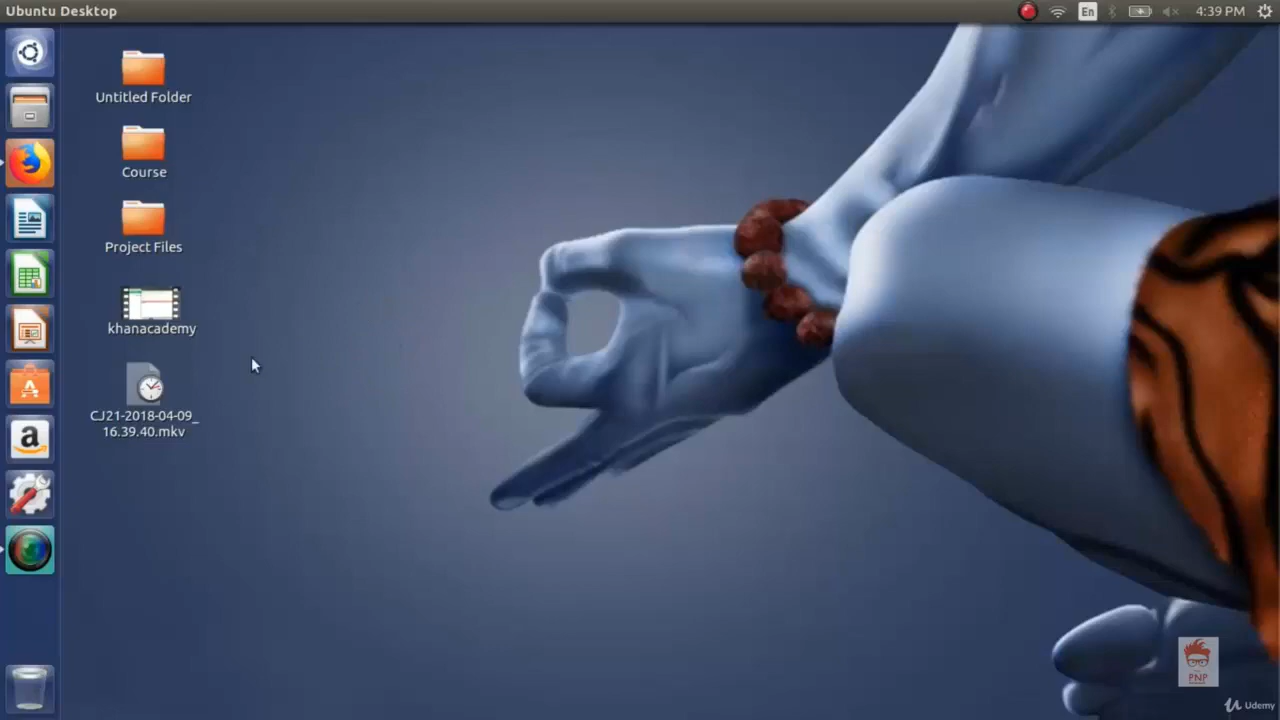 Ubuntu Desktop
En
4:39 PM
Untitled Folder
Course
Project Files
khanacademy
CJ21-2018-04-09_
16.39.40.mkv
PNP
Udemy